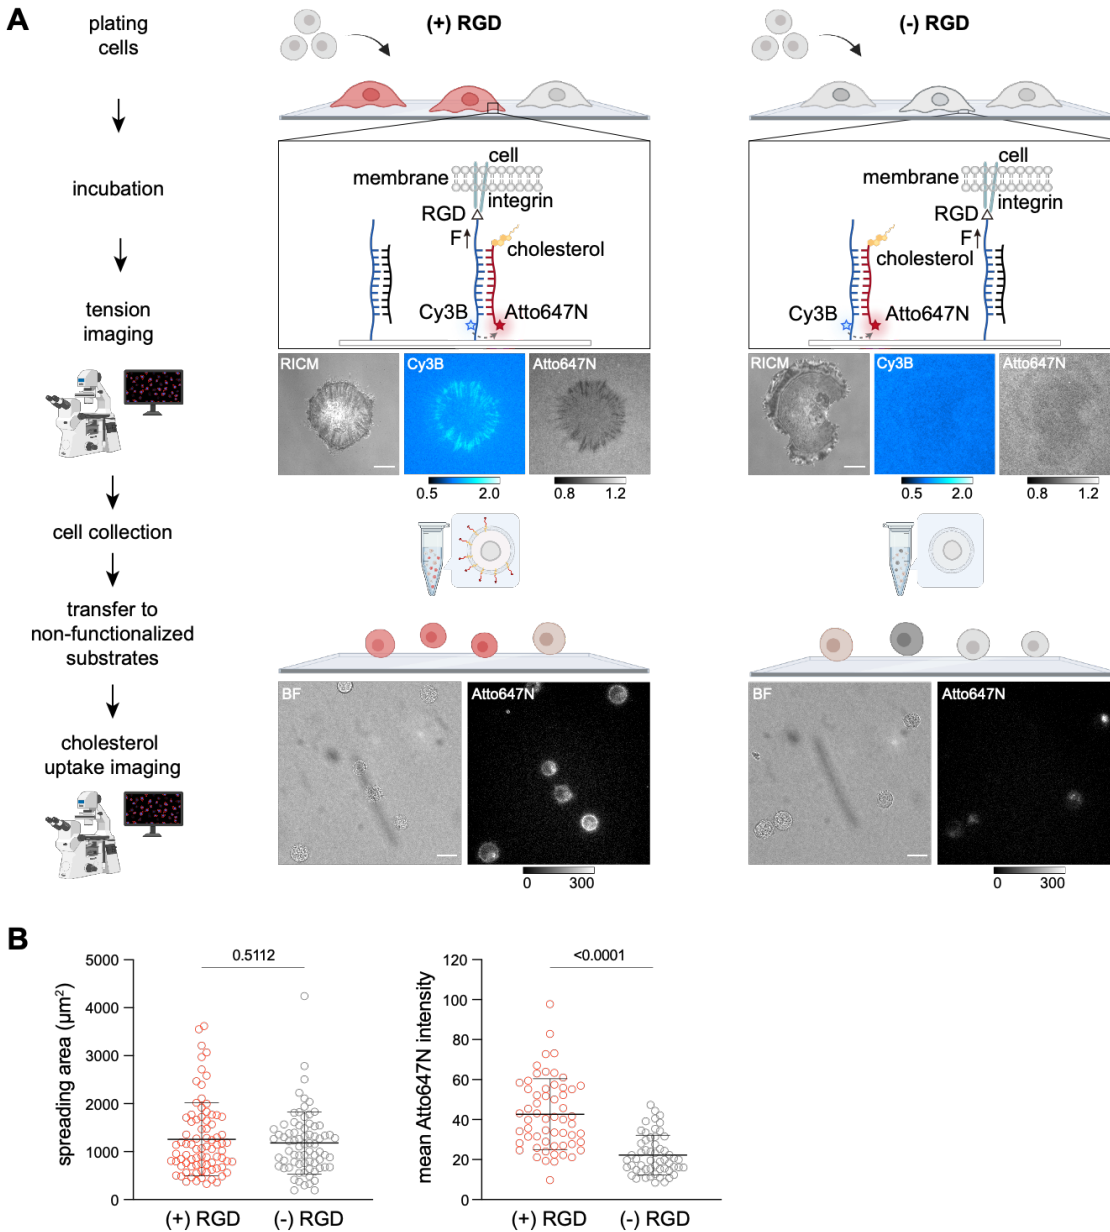 A
plating
cells
incubation
tension
imaging
cell collection
transfer to
non-functionalized
substrates
cholesterol
uptake imaging
(+) RGD
cell
membrane
integrin
RGD
F
cholesterol
Cy3B
Atto647N
RICM
Cy3B
Atto647N
0.5
2.0
0.8
1.2
BF
Atto647N
0
300
(-) RGD
cell
membrane
integrin
RGD
F
cholesterol
Cy3B
Atto647N
RICM
Cy3B
Atto647N
0.5
2.0
0.8
1.2
BF
Atto647N
0
300
B
0.5112
spreading area (μm²)
5000
4000
3000
2000
1000
0
(+) RGD
(-) RGD
<0.0001
mean Atto647N intensity
120
100
80
60
40
20
0
(+) RGD
(-) RGD